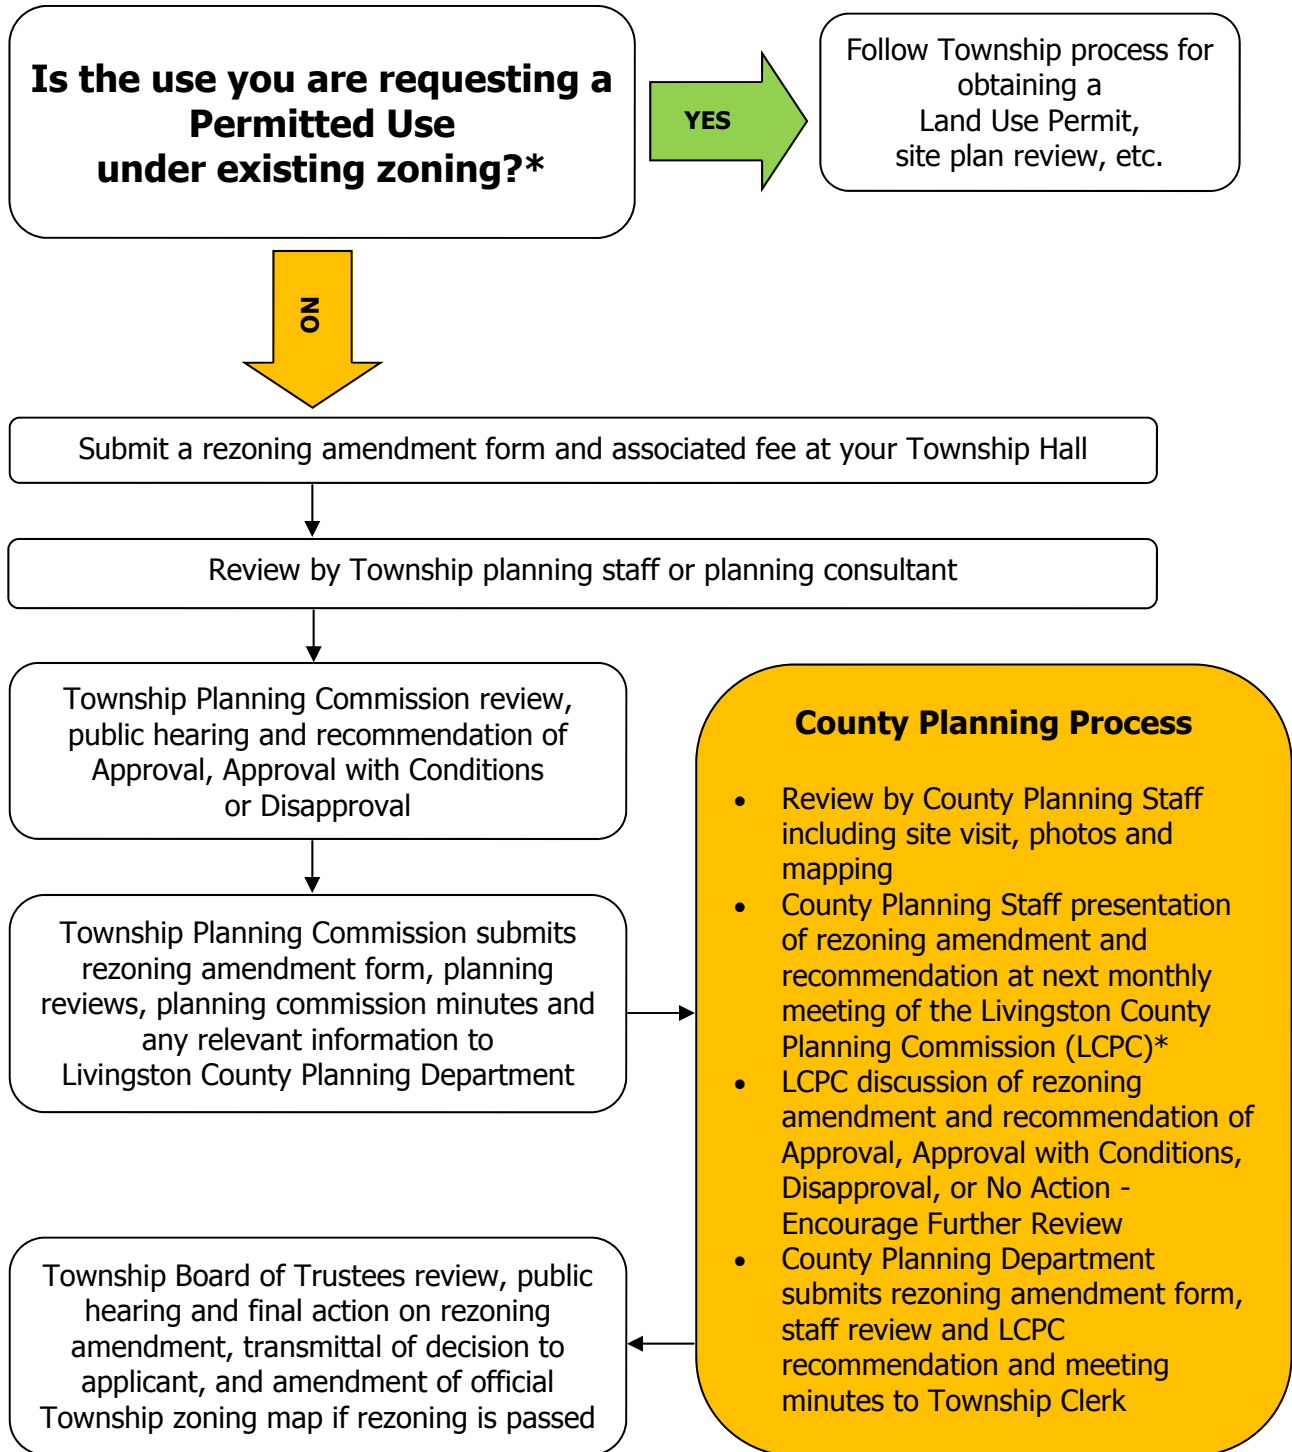 Is the use you are requesting a
Permitted Use
under existing zoning?*
YES
Follow Township process for
obtaining a
Land Use Permit,
site plan review, etc.
NO
Submit a rezoning amendment form and associated fee at your Township Hall
Review by Township planning staff or planning consultant
Township Planning Commission review,
public hearing and recommendation of
Approval, Approval with Conditions
or Disapproval
Township Planning Commission submits
rezoning amendment form, planning
reviews, planning commission minutes and
any relevant information to
Livingston County Planning Department
County Planning Process
• Review by County Planning Staff
including site visit, photos and
mapping
• County Planning Staff presentation
of rezoning amendment and
recommendation at next monthly
meeting of the Livingston County
Planning Commission (LCPC)*
• LCPC discussion of rezoning
amendment and recommendation of
Approval, Approval with Conditions,
Disapproval, or No Action -
Encourage Further Review
• County Planning Department
submits rezoning amendment form,
staff review and LCPC
recommendation and meeting
minutes to Township Clerk
Township Board of Trustees review, public
hearing and final action on rezoning
amendment, transmittal of decision to
applicant, and amendment of official
Township zoning map if rezoning is passed